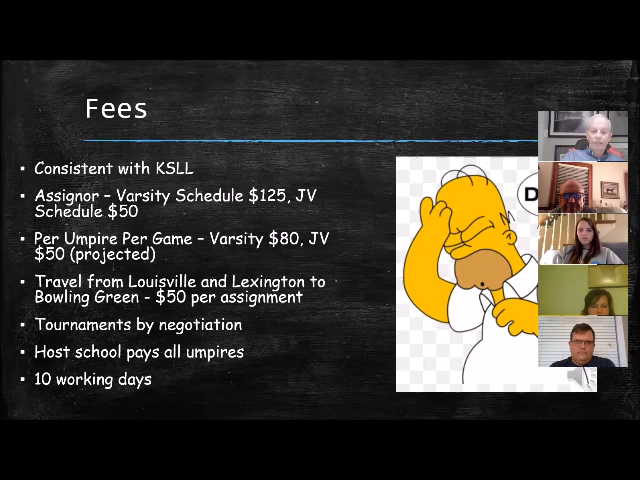 Fees
▪ Consistent with KSLL
▪ Assignor – Varsity Schedule $125, JV
Schedule $50
▪ Per Umpire Per Game – Varsity $80, JV
$50 (projected)
▪ Travel from Louisville and Lexington to
Bowling Green - $50 per assignment
▪ Tournaments by negotiation
▪ Host school pays all umpires
▪ 10 working days